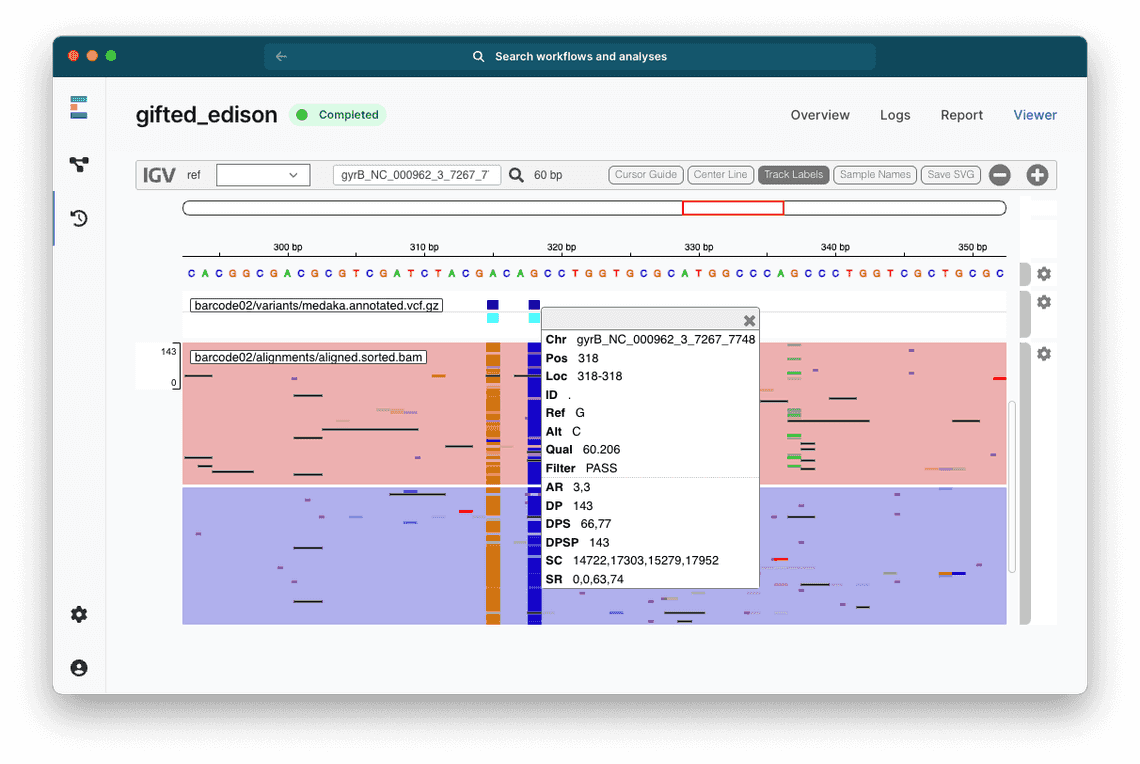 Search workflows and analyses
gifted_edison
Completed
Overview
Logs
Report
Viewer
IGV ref gyrB_NC_000962_3_7267_7 60 bp
Cursor Guide
Center Line
Track Labels
Sample Names
Save SVG
300 bp 310 bp 320 bp 330 bp 340 bp 350 bp
C A C G G C G A C G C G T C G A T C T A C G A C A G C C T G G T G C G C A T G G C C C A G C C C T G G T C G C T G C G C
barcode02/variants/medaka.annotated.vcf.gz
143
0
barcode02/alignments/aligned.sorted.bam
Chr gyrB_NC_000962_3_7267_7748
Pos 318
Loc 318-318
ID .
Ref G
Alt C
Qual 60.206
Filter PASS
AR 3,3
DP 143
DPS 66,77
DPSP 143
SC 14722,17303,15279,17952
SR 0,0,63,74